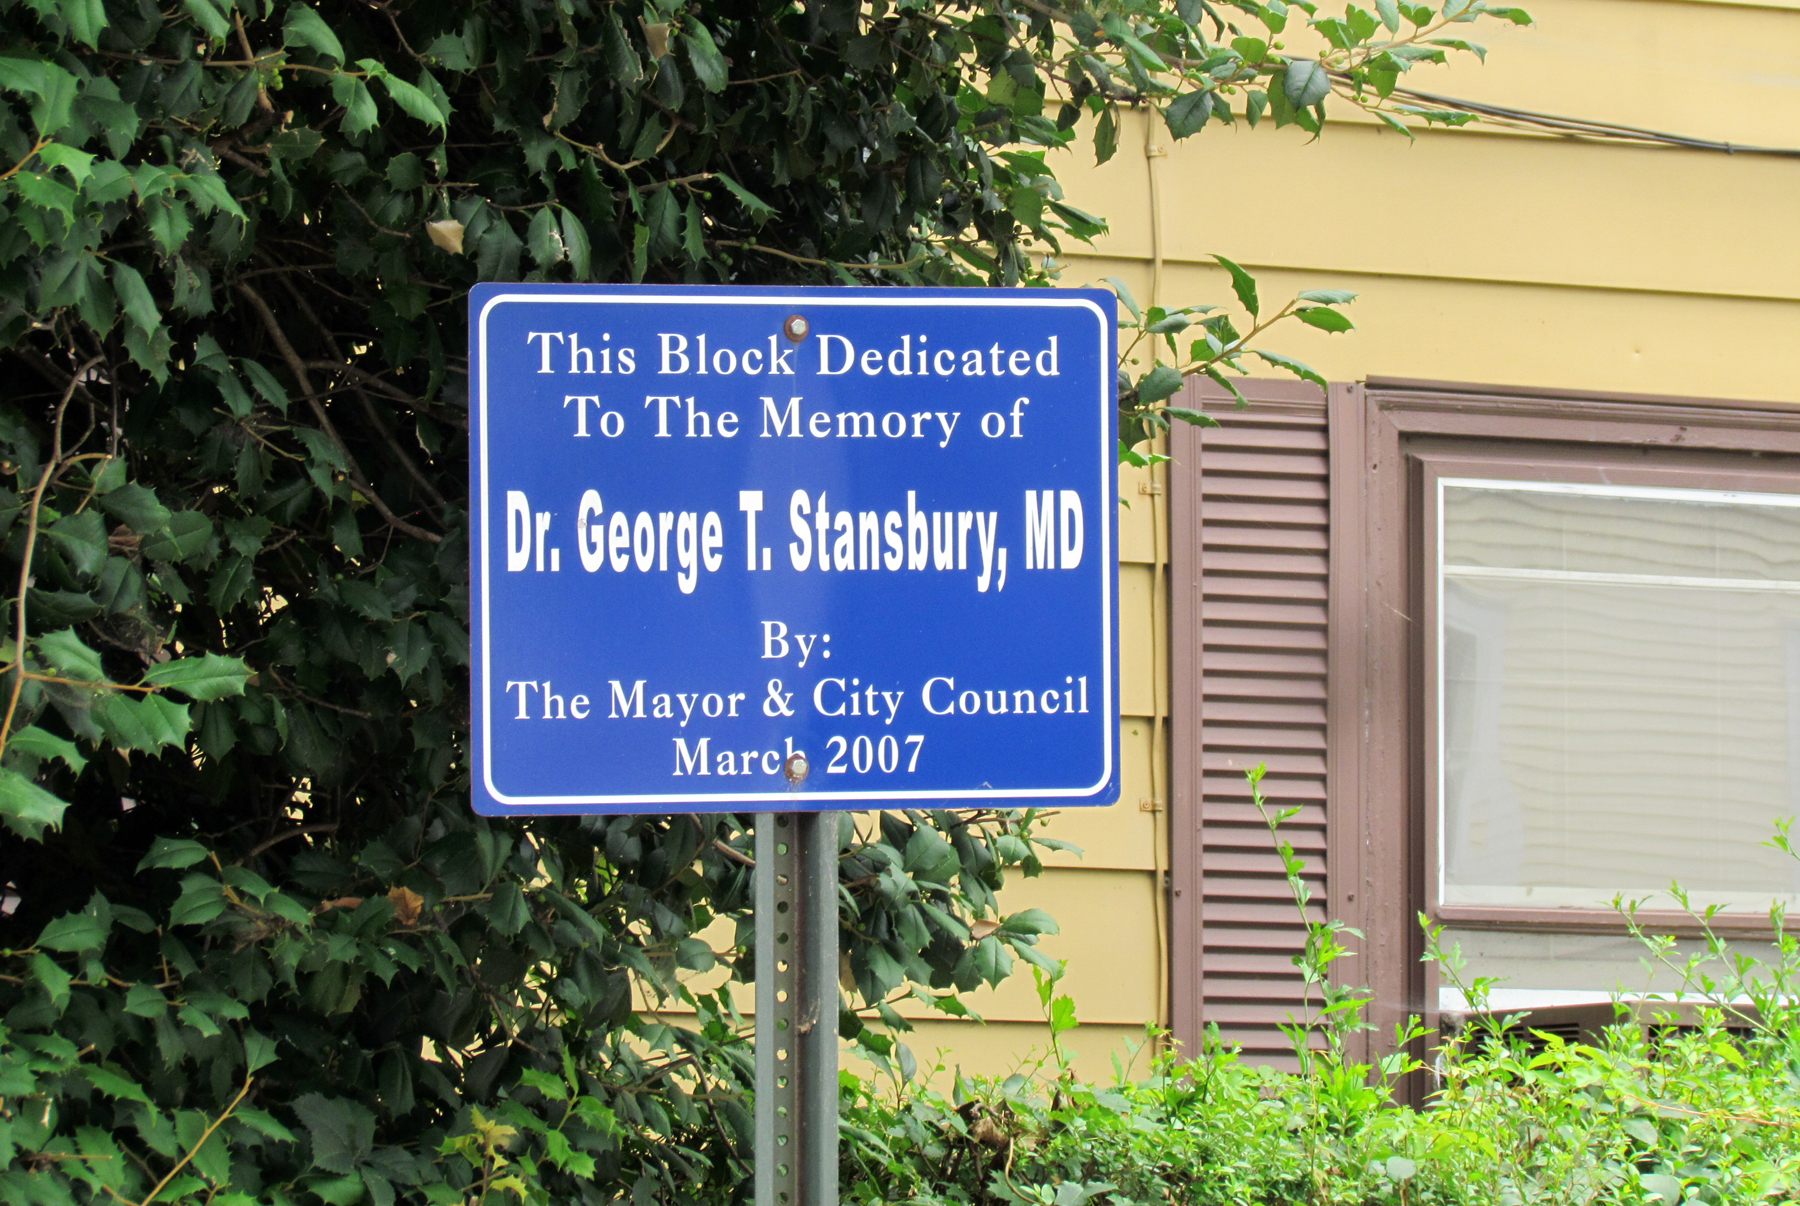 This Block Dedicated
To The Memory of
Dr. George T. Stansbury, MD
By:
The Mayor & City Council
March 2007